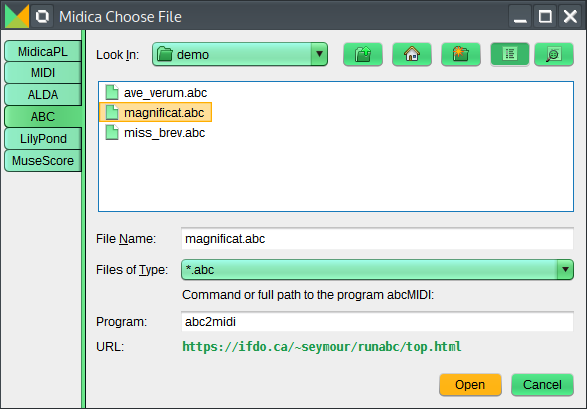 Midica Choose File
MidicaPL
MIDI
ALDA
ABC
LilyPond
MuseScore
Look In:
demo
ave_verum.abc
magnificat.abc
miss_brev.abc
File Name:
magnificat.abc
Files of Type:
*.abc
Command or full path to the program abcMIDI:
Program:
abc2midi
URL:
https://ifdo.ca/~seymour/runabc/top.html
Open
Cancel